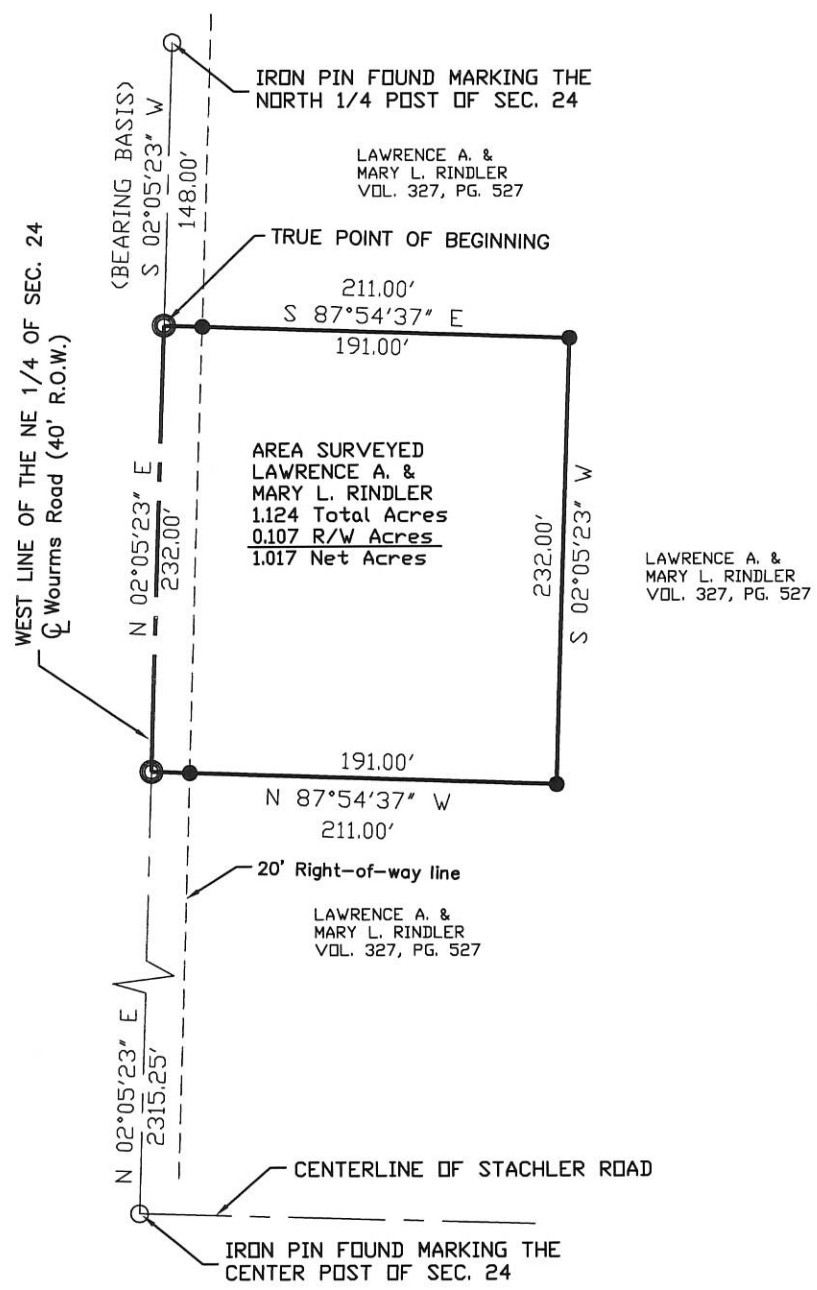 IRON PIN FOUND MARKING THE
NORTH 1/4 POST OF SEC. 24
(BEARING BASIS)
S 02°05'23" W
148.00'
LAWRENCE A. &
MARY L. RINDLER
VOL. 327, PG. 527
TRUE POINT OF BEGINNING
211.00'
S 87°54'37" E
191.00'
WEST LINE OF THE NE 1/4 OF SEC. 24
℄ Wourms Road (40' R.O.W.)
N 02°05'23" E
232.00'
AREA SURVEYED
LAWRENCE A. &
MARY L. RINDLER
1.124 Total Acres
0.107 R/W Acres
1.017 Net Acres
232.00'
S 02°05'23" W
LAWRENCE A. &
MARY L. RINDLER
VOL. 327, PG. 527
191.00'
N 87°54'37" W
211.00'
20' Right-of-way line
LAWRENCE A. &
MARY L. RINDLER
VOL. 327, PG. 527
N 02°05'23" E
2315.25'
CENTERLINE OF STACHLER ROAD
IRON PIN FOUND MARKING THE
CENTER POST OF SEC. 24